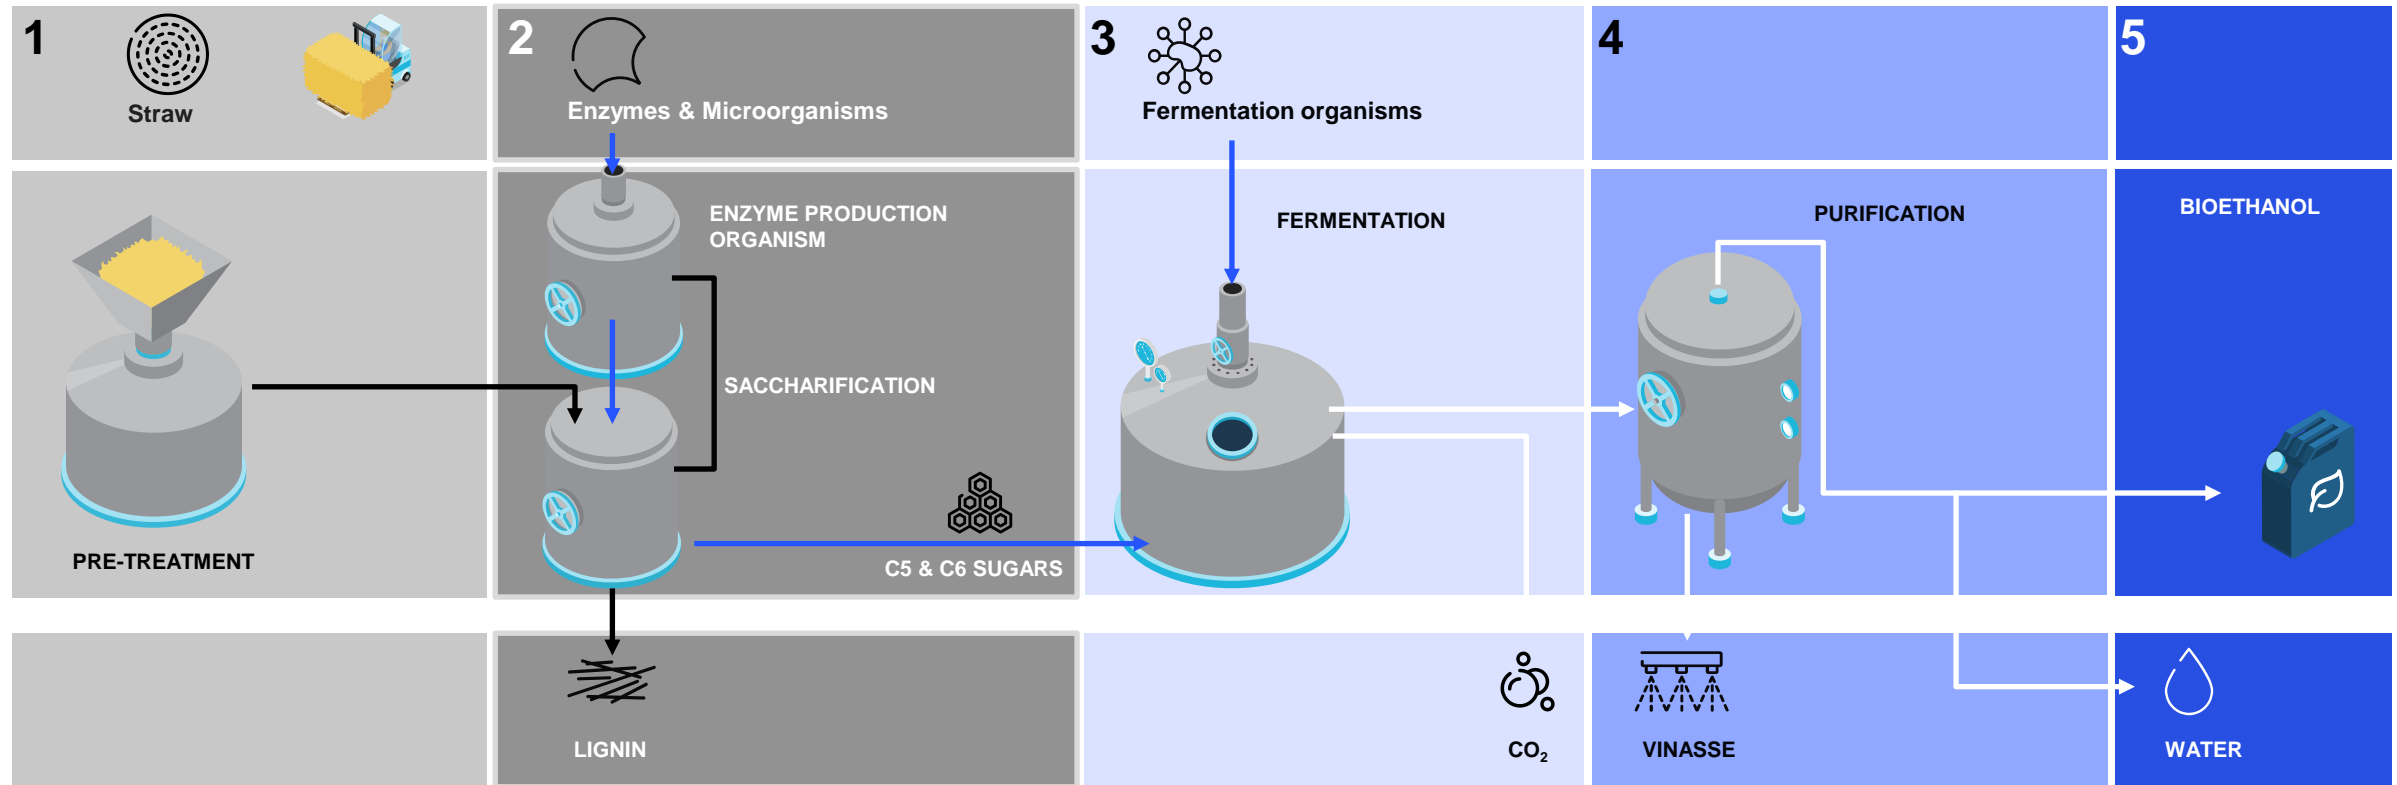 1
Straw
2
Enzymes & Microorganisms
3
Fermentation organisms
4
5
PRE-TREATMENT
ENZYME PRODUCTION
ORGANISM
SACCHARIFICATION
C5 & C6 SUGARS
FERMENTATION
PURIFICATION
BIOETHANOL
LIGNIN
CO₂
VINASSE
WATER